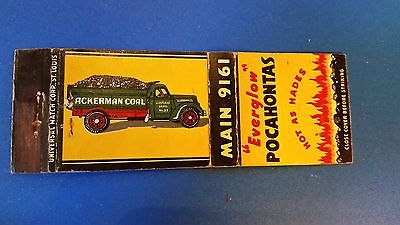 UNIVERSAL MATCH CORP., ST. LOUIS
ACKERMAN COAL
MAIN 9161
"Everglow"
POCAHONTAS
HOT AS HADES
CLOSE COVER BEFORE STRIKING